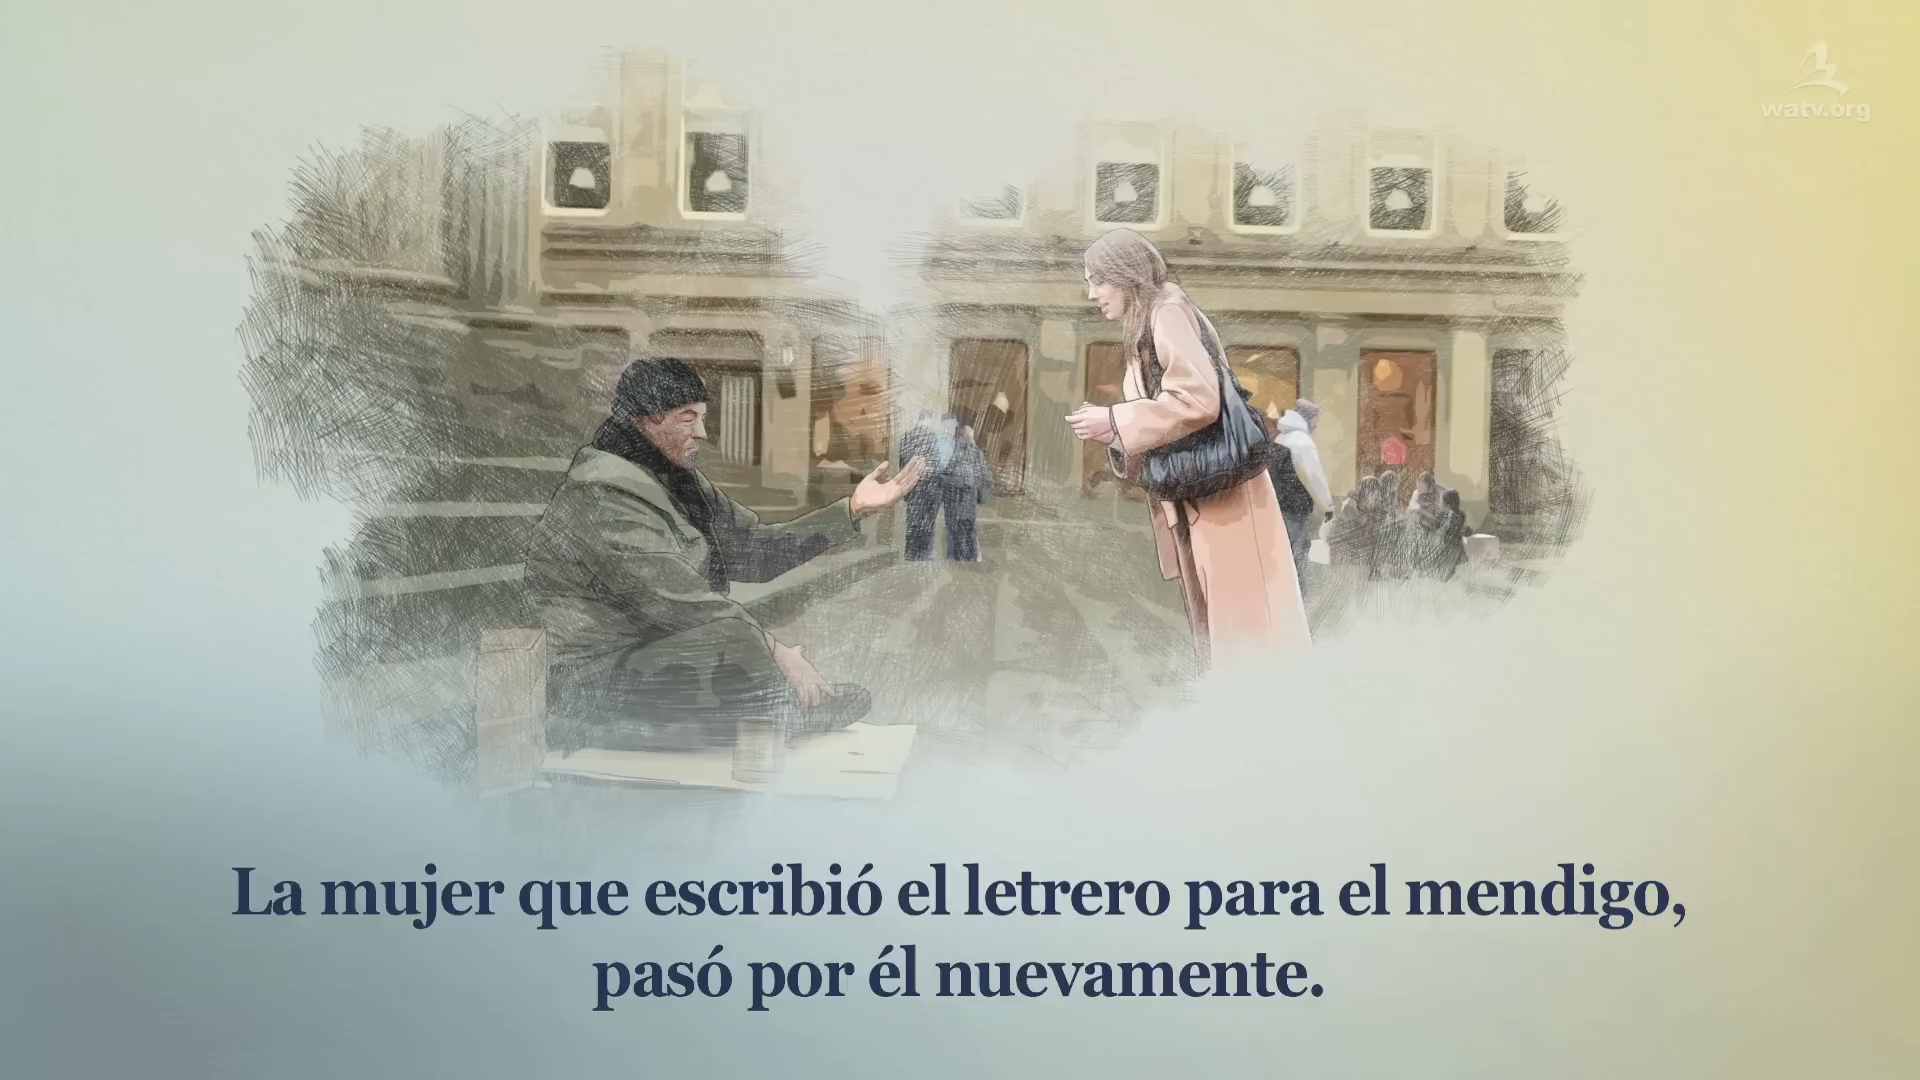 watv.org
La mujer que escribió el letrero para el mendigo,
pasó por él nuevamente.